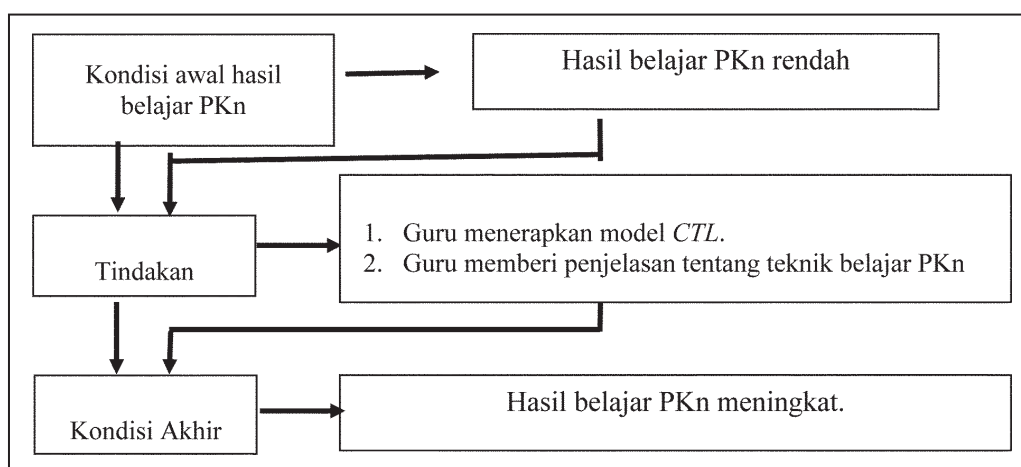 Kondisi awal hasil
belajar PKn
Hasil belajar PKn rendah
Tindakan
1. Guru menerapkan model CTL.
2. Guru memberi penjelasan tentang teknik belajar PKn
Kondisi Akhir
Hasil belajar PKn meningkat.